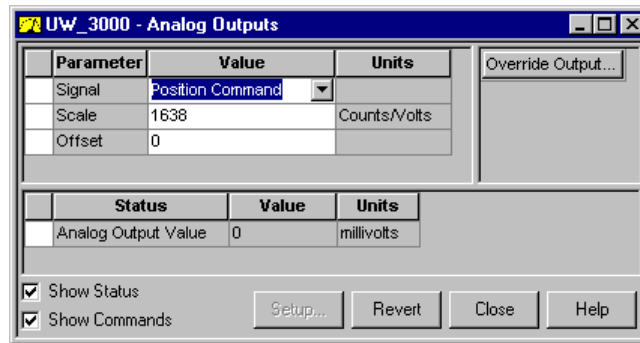 UW_3000 - Analog Outputs
Parameter Value Units
Signal Position Command
Scale 1638 Counts/Volts
Offset 0
Override Output...
Status Value Units
Analog Output Value 0 millivolts
Show Status
Show Commands
Setup... Revert Close Help